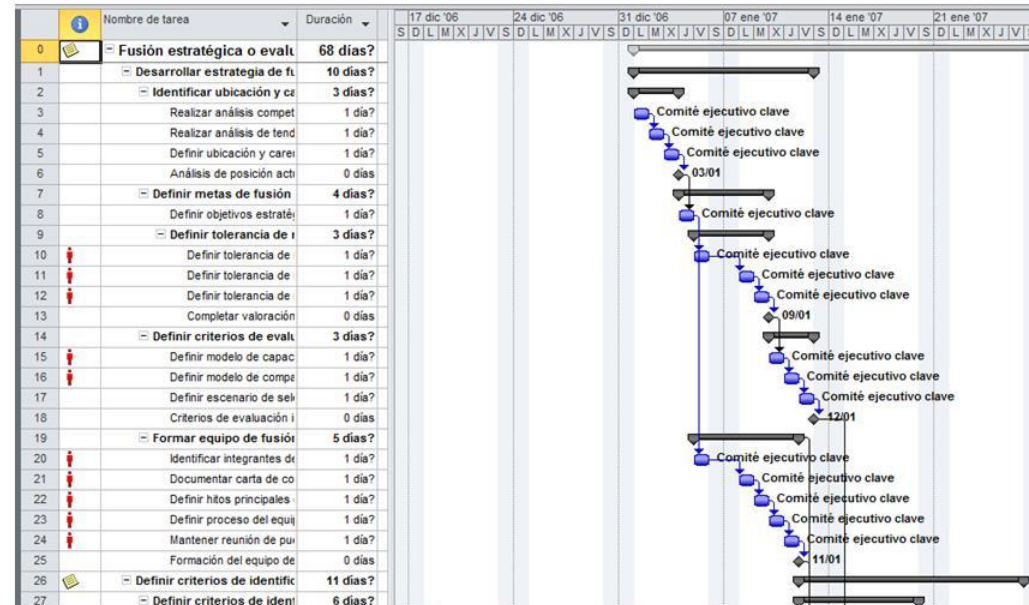 Nombre de tarea Duración 17 dic '06 24 dic '06 31 dic '06 07 ene '07 14 ene '07 21 ene '07
S D L M X J V S D L M X J V S D L M X J V S D L M X J V S D L M X J V S D L M X J V
0 Fusión estratégica o evalu 68 días?
1 Desarrollar estrategia de fu 10 días?
2 Identificar ubicación y ca 3 días?
3 Realizar análisis compet 1 día? Comité ejecutivo clave
4 Realizar análisis de tend 1 día? Comité ejecutivo clave
5 Definir ubicación y carei 1 día? Comité ejecutivo clave
6 Análisis de posición actu 0 días 03/01
7 Definir metas de fusión 4 días?
8 Definir objetivos estraté 1 día? Comité ejecutivo clave
9 Definir tolerancia de 3 días?
10 Definir tolerancia de 1 día? Comité ejecutivo clave
11 Definir tolerancia de 1 día? Comité ejecutivo clave
12 Definir tolerancia de 1 día? Comité ejecutivo clave
13 Completar valoración 0 días 09/01
14 Definir criterios de evalu 3 días?
15 Definir modelo de capac 1 día? Comité ejecutivo clave
16 Definir modelo de compa 1 día? Comité ejecutivo clave
17 Definir escenario de sele 1 día? Comité ejecutivo clave
18 Criterios de evaluación i 0 días 12/01
19 Formar equipo de fusión 5 días?
20 Identificar integrantes de 1 día? Comité ejecutivo clave
21 Documentar carta de co 1 día? Comité ejecutivo clave
22 Definir hitos principales 1 día? Comité ejecutivo clave
23 Definir proceso del equip 1 día? Comité ejecutivo clave
24 Mantener reunión de pu 1 día? Comité ejecutivo clave
25 Formación del equipo de 0 días 11/01
26 Definir criterios de identific 11 días?
27 Definir criterios de ident 6 días?